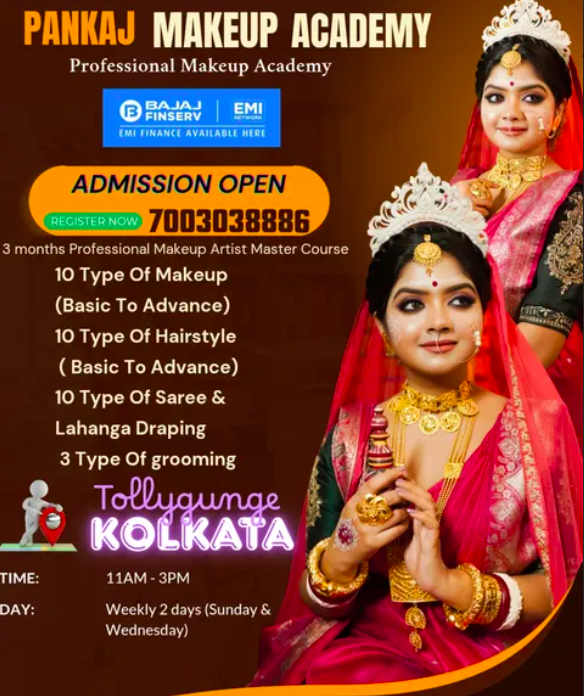 PANKAJ MAKEUP ACADEMY
Professional Makeup Academy
BAJAJ FINSERV EMI NETWORK
EMI FINANCE AVAILABLE HERE
ADMISSION OPEN
REGISTER NOW 7003038886
3 months Professional Makeup Artist Master Course
10 Type Of Makeup
(Basic To Advance)
10 Type Of Hairstyle
( Basic To Advance)
10 Type Of Saree &
Lahanga Draping
3 Type Of grooming
Tollygunge
KOLKATA
TIME: 11AM - 3PM
DAY: Weekly 2 days (Sunday &
Wednesday)